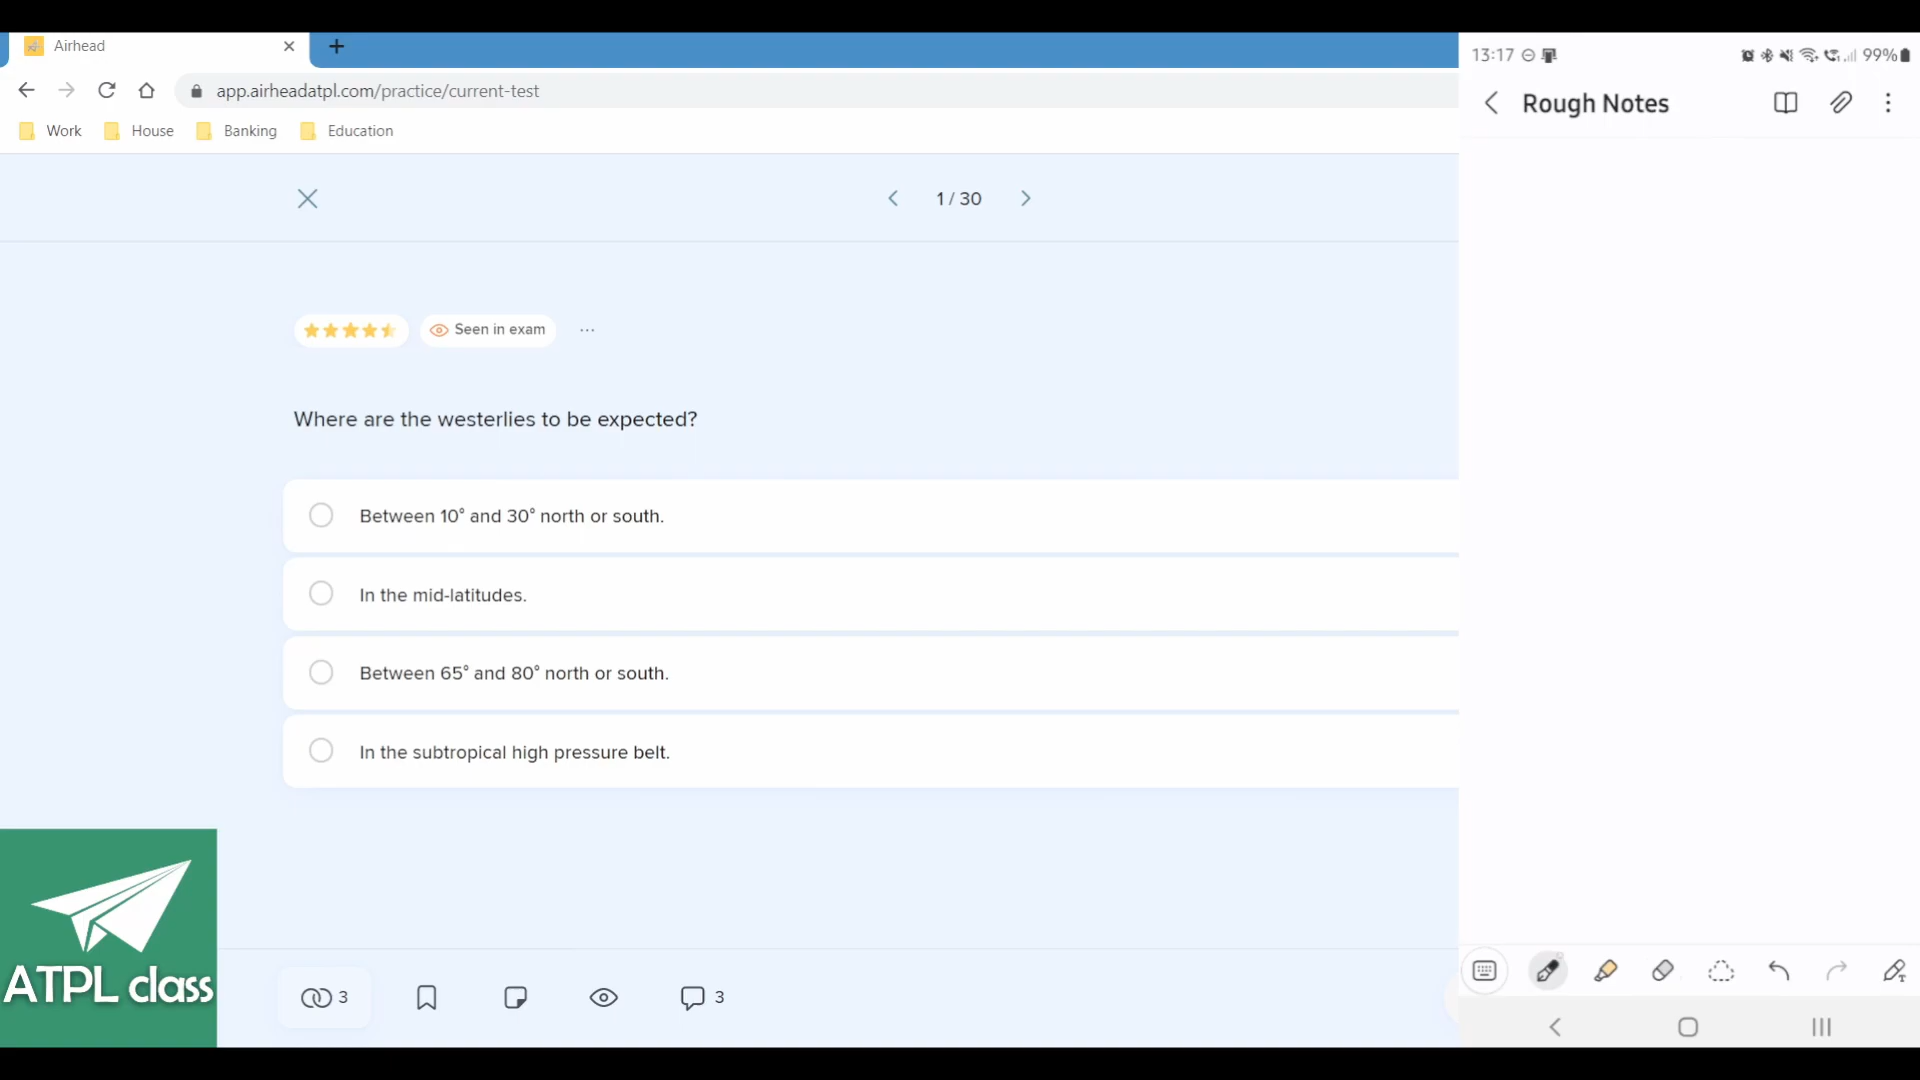 Airhead
13:17
99%
app.airheadatpl.com/practice/current-test
Rough Notes
Work House Banking Education
1 / 30
Seen in exam
...
Where are the westerlies to be expected?
Between 10° and 30° north or south.
In the mid-latitudes.
Between 65° and 80° north or south.
In the subtropical high pressure belt.
ATPL class
3
3